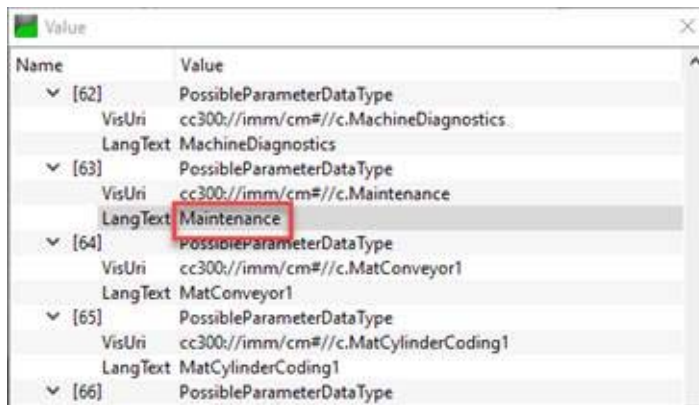 Value
Name Value
[62] PossibleParameterDataType
VisUri cc300://imm/cm#//c.MachineDiagnostics
LangText MachineDiagnostics
[63] PossibleParameterDataType
VisUri cc300://imm/cm#//c.Maintenance
LangText Maintenance
[64] PossibleParameterDataType
VisUri cc300://imm/cm#//c.MatConveyor1
LangText MatConveyor1
[65] PossibleParameterDataType
VisUri cc300://imm/cm#//c.MatCylinderCoding1
LangText MatCylinderCoding1
[66] PossibleParameterDataType